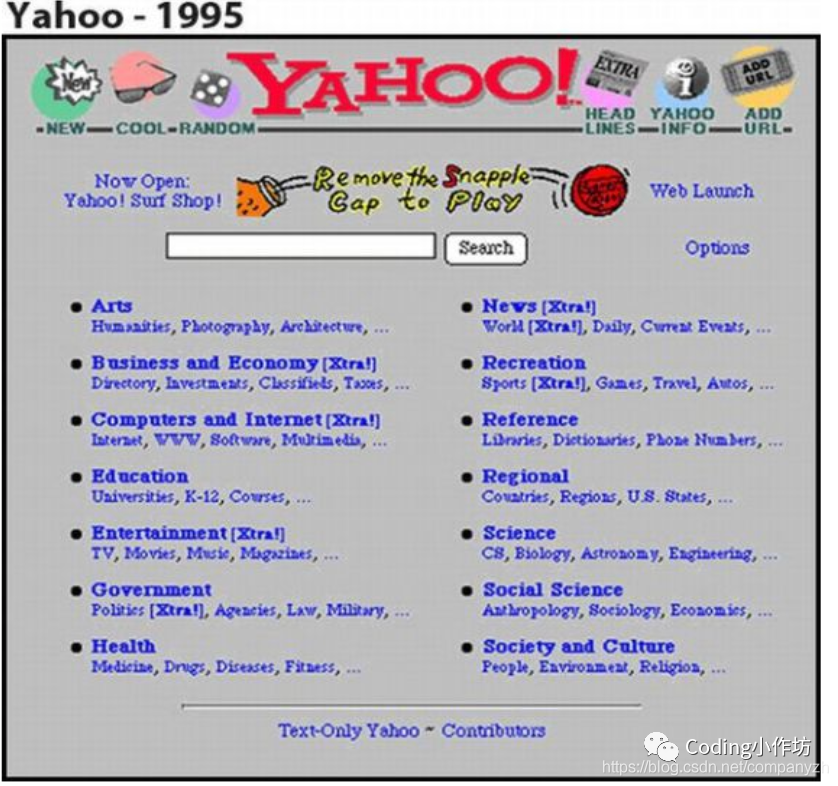 Yahoo - 1995
YAHOO!
New
EXTRA
i
ADD URL
NEW COOL RANDOM
HEAD LINES
YAHOO INFO
ADD URL
Now Open:
Yahoo! Surf Shop!
Remove the Snapple
Cap to Play
Web Launch
Search
Options
Arts
Humanities, Photography, Architecture, ...
Business and Economy [Xtra!]
Directory, Investments, Classifieds, Taxes, ...
Computers and Internet [Xtra!]
Internet, WWW, Software, Multimedia, ...
Education
Universities, K-12, Courses, ...
Entertainment [Xtra!]
TV, Movies, Music, Magazines, ...
Government
Politics [Xtra!], Agencies, Law, Military, ...
Health
Medicine, Drugs, Diseases, Fitness, ...
News [Xtra!]
World [Xtra!], Daily, Current Events, ...
Recreation
Sports [Xtra!], Games, Travel, Autos, ...
Reference
Libraries, Dictionaries, Phone Numbers, ...
Regional
Countries, Regions, U.S. States, ...
Science
CS, Biology, Astronomy, Engineering, ...
Social Science
Anthropology, Sociology, Economics, ...
Society and Culture
People, Environment, Religion, ...
Text-Only Yahoo ~ Contributors
Coding小作坊
https://blog.csdn.net/companyz